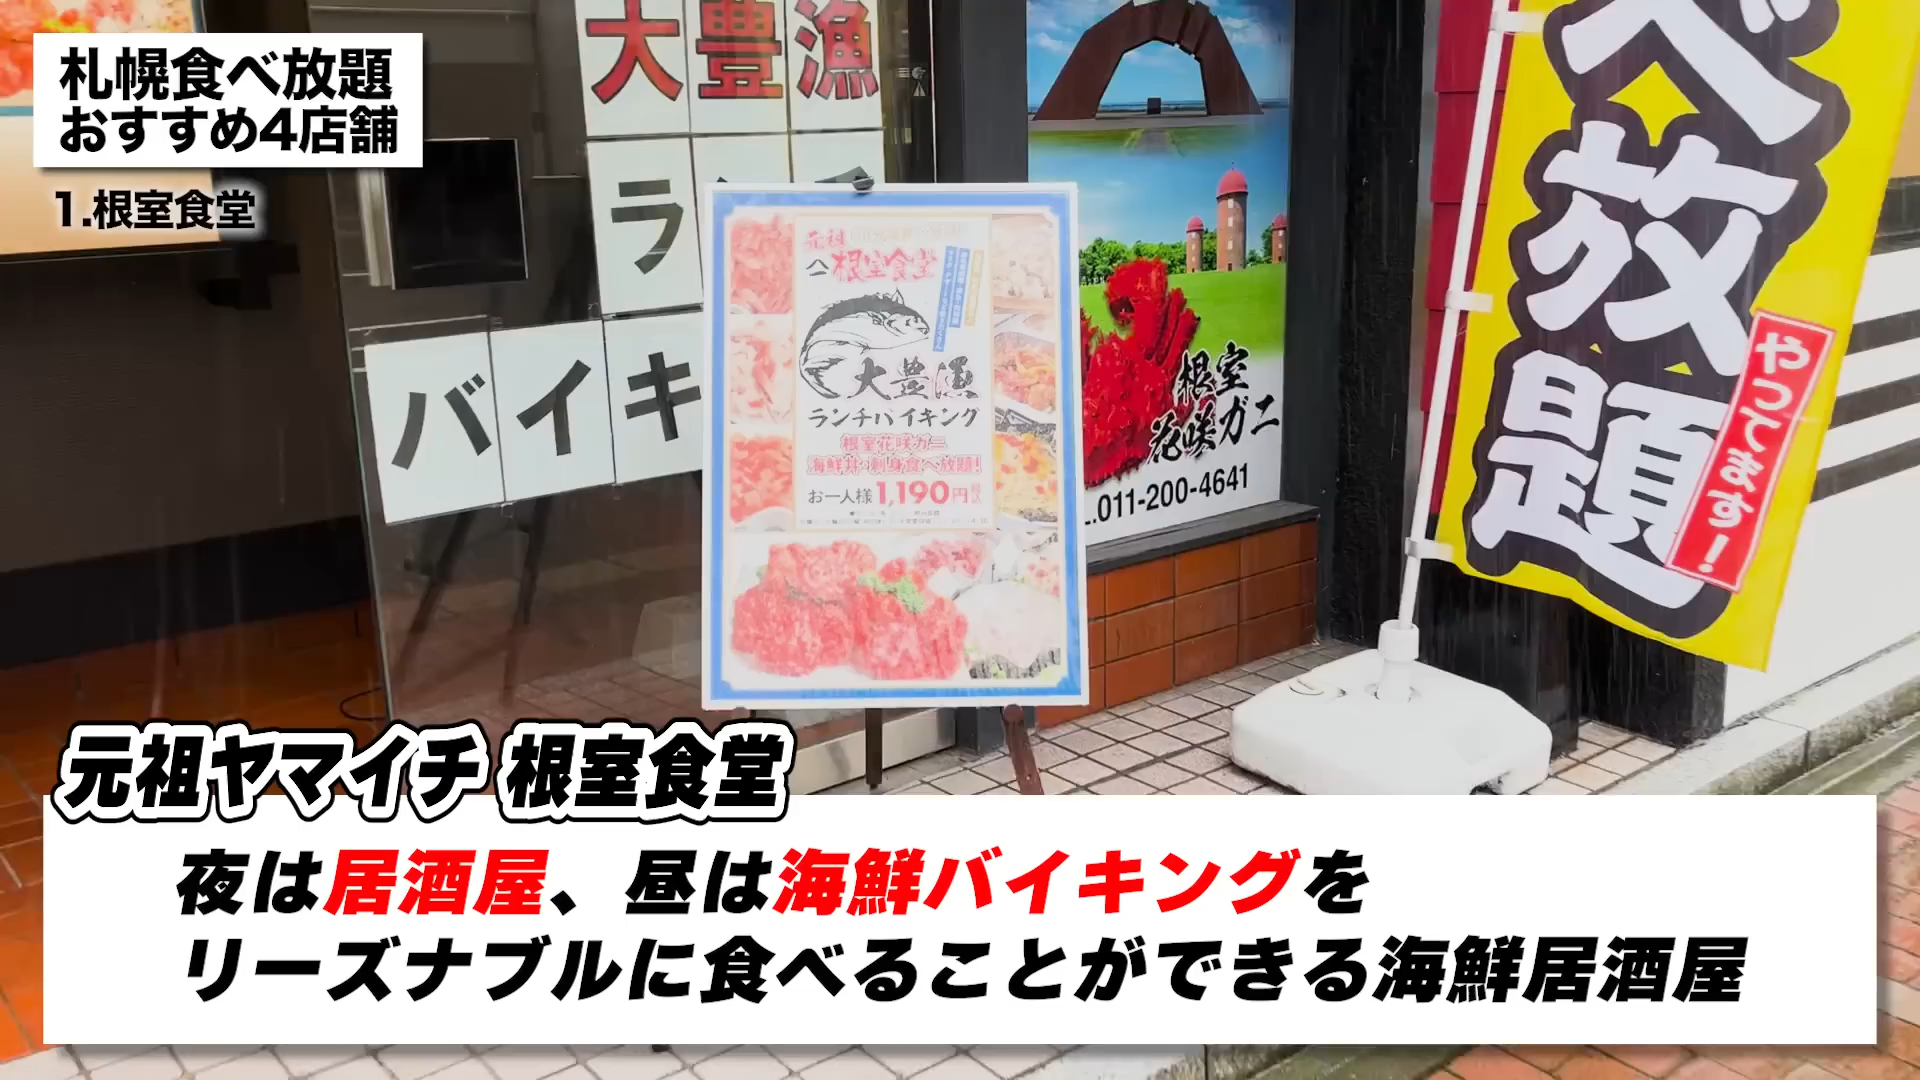 札幌食べ放題
おすすめ4店舗
1.根室食堂
大豊漁
ラン
バイキ
元祖
根室食堂
大豊漁
ランチバイキング
根室花咲ガニ
海鮮丼・刺身食べ放題!
お一人様1,190円税込
根室
花咲ガニ
.011-200-4641
べ放題
やってます!
元祖ヤマイチ 根室食堂
夜は居酒屋、昼は海鮮バイキングを
リーズナブルに食べることができる海鮮居酒屋